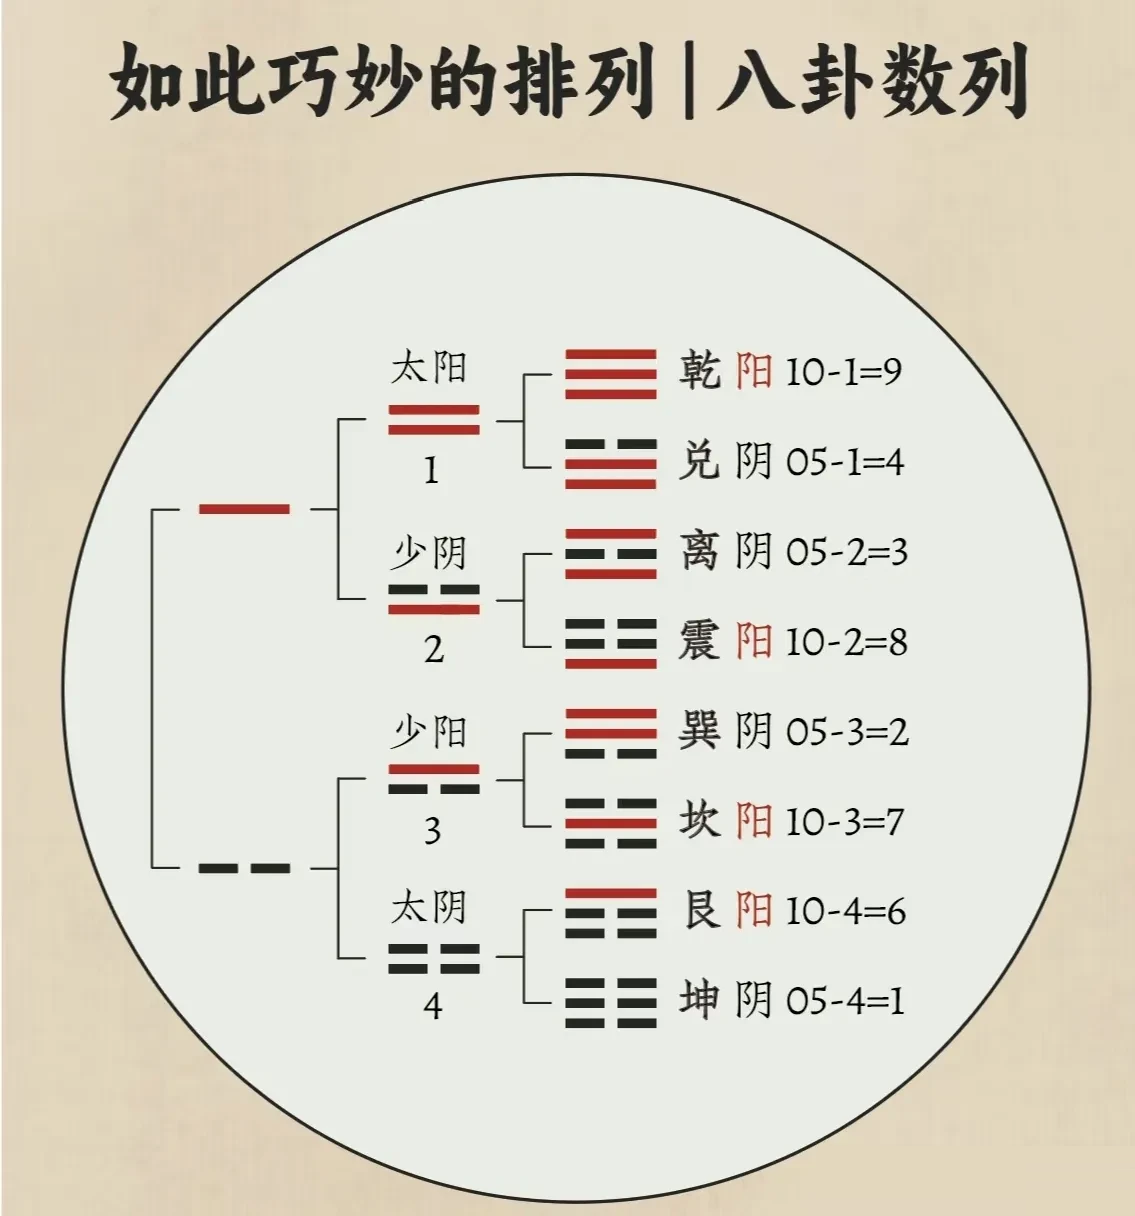 如此巧妙的排列|八卦数列
太阳
1
乾 阳 10-1=9
兑 阴 05-1=4
少阴
2
离 阴 05-2=3
震 阳 10-2=8
少阳
3
巽 阴 05-3=2
坎 阳 10-3=7
太阴
4
艮 阳 10-4=6
坤 阴 05-4=1